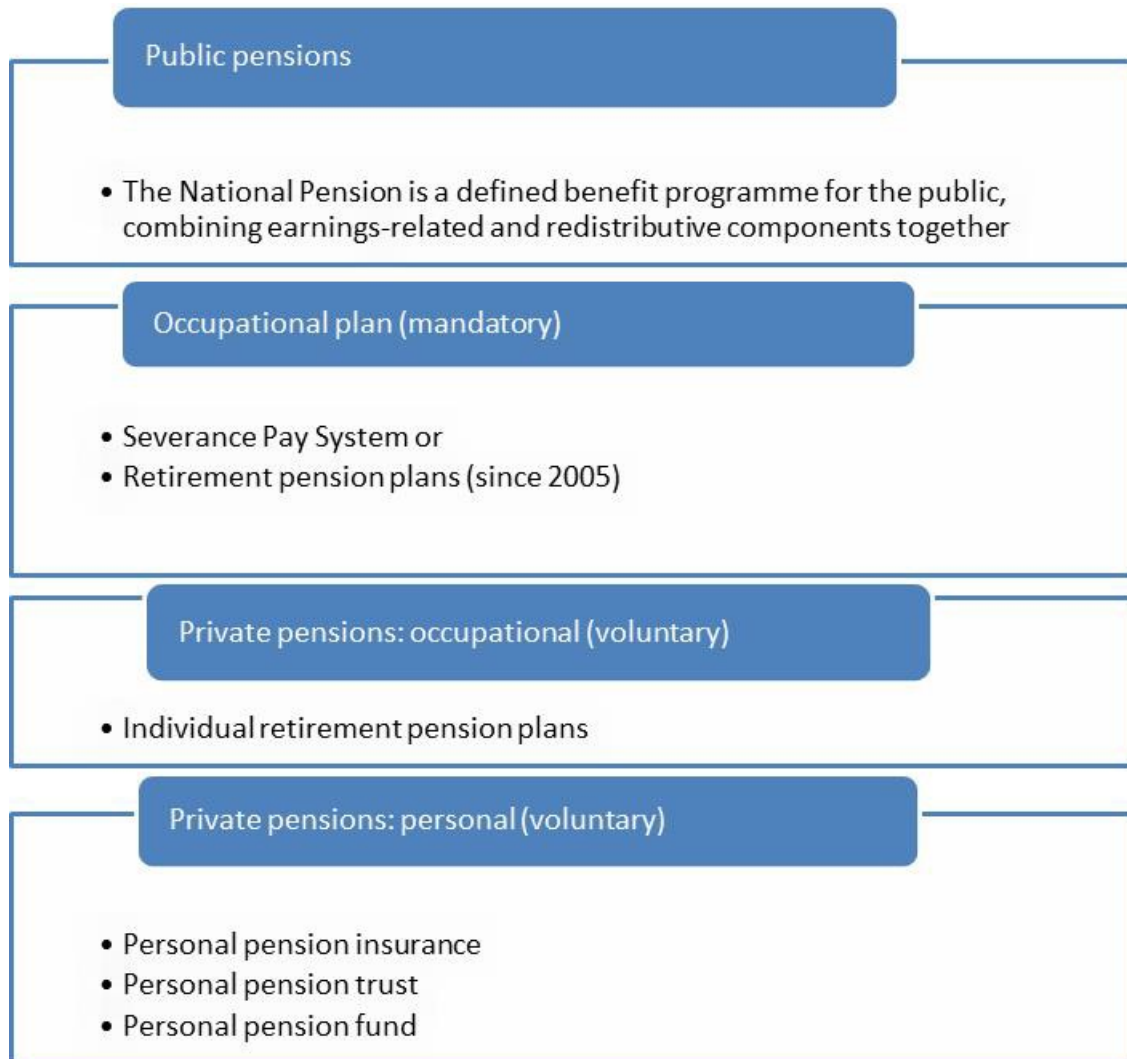 Public pensions
• The National Pension is a defined benefit programme for the public,
combining earnings-related and redistributive components together
Occupational plan (mandatory)
• Severance Pay System or
• Retirement pension plans (since 2005)
Private pensions: occupational (voluntary)
• Individual retirement pension plans
Private pensions: personal (voluntary)
• Personal pension insurance
• Personal pension trust
• Personal pension fund